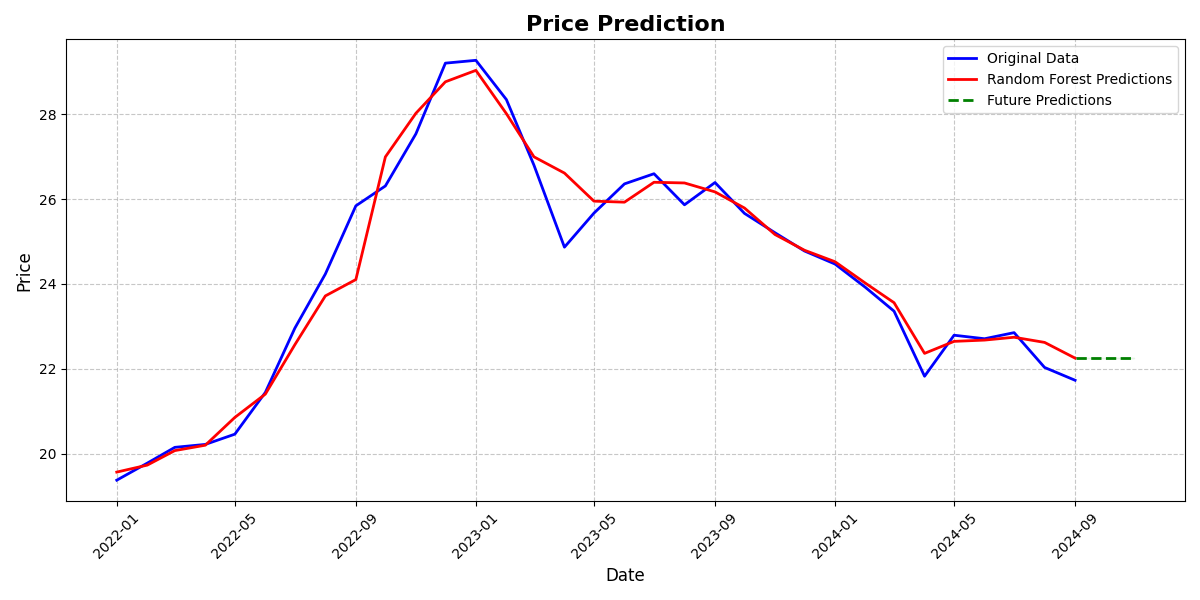 Price Prediction
Original Data
Random Forest Predictions
Future Predictions
Price
28
26
24
22
20
2022-01
2022-05
2022-09
2023-01
2023-05
2023-09
2024-01
2024-05
2024-09
Date